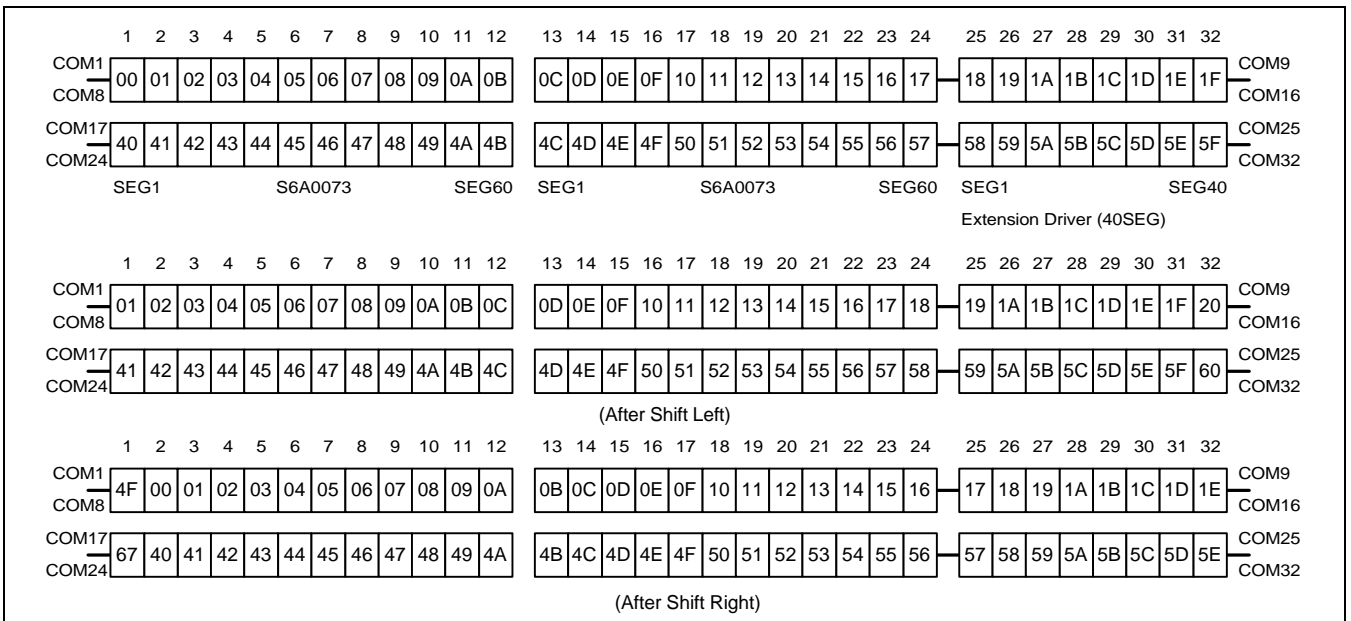 1 2 3 4 5 6 7 8 9 10 11 12 13 14 15 16 17 18 19 20 21 22 23 24 25 26 27 28 29 30 31 32
COM1 COM9
00 01 02 03 04 05 06 07 08 09 0A 0B 0C 0D 0E 0F 10 11 12 13 14 15 16 17 18 19 1A 1B 1C 1D 1E 1F
COM8 COM16
COM17 COM25
40 41 42 43 44 45 46 47 48 49 4A 4B 4C 4D 4E 4F 50 51 52 53 54 55 56 57 58 59 5A 5B 5C 5D 5E 5F
COM24 COM32
SEG1 S6A0073 SEG60 SEG1 S6A0073 SEG60 SEG1 SEG40
Extension Driver (40SEG)
1 2 3 4 5 6 7 8 9 10 11 12 13 14 15 16 17 18 19 20 21 22 23 24 25 26 27 28 29 30 31 32
COM1 COM9
01 02 03 04 05 06 07 08 09 0A 0B 0C 0D 0E 0F 10 11 12 13 14 15 16 17 18 19 1A 1B 1C 1D 1E 1F 20
COM8 COM16
COM17 COM25
41 42 43 44 45 46 47 48 49 4A 4B 4C 4D 4E 4F 50 51 52 53 54 55 56 57 58 59 5A 5B 5C 5D 5E 5F 60
COM24 COM32
(After Shift Left)
1 2 3 4 5 6 7 8 9 10 11 12 13 14 15 16 17 18 19 20 21 22 23 24 25 26 27 28 29 30 31 32
COM1 COM9
4F 00 01 02 03 04 05 06 07 08 09 0A 0B 0C 0D 0E 0F 10 11 12 13 14 15 16 17 18 19 1A 1B 1C 1D 1E
COM8 COM16
COM17 COM25
67 40 41 42 43 44 45 46 47 48 49 4A 4B 4C 4D 4E 4F 50 51 52 53 54 55 56 57 58 59 5A 5B 5C 5D 5E
COM24 COM32
(After Shift Right)